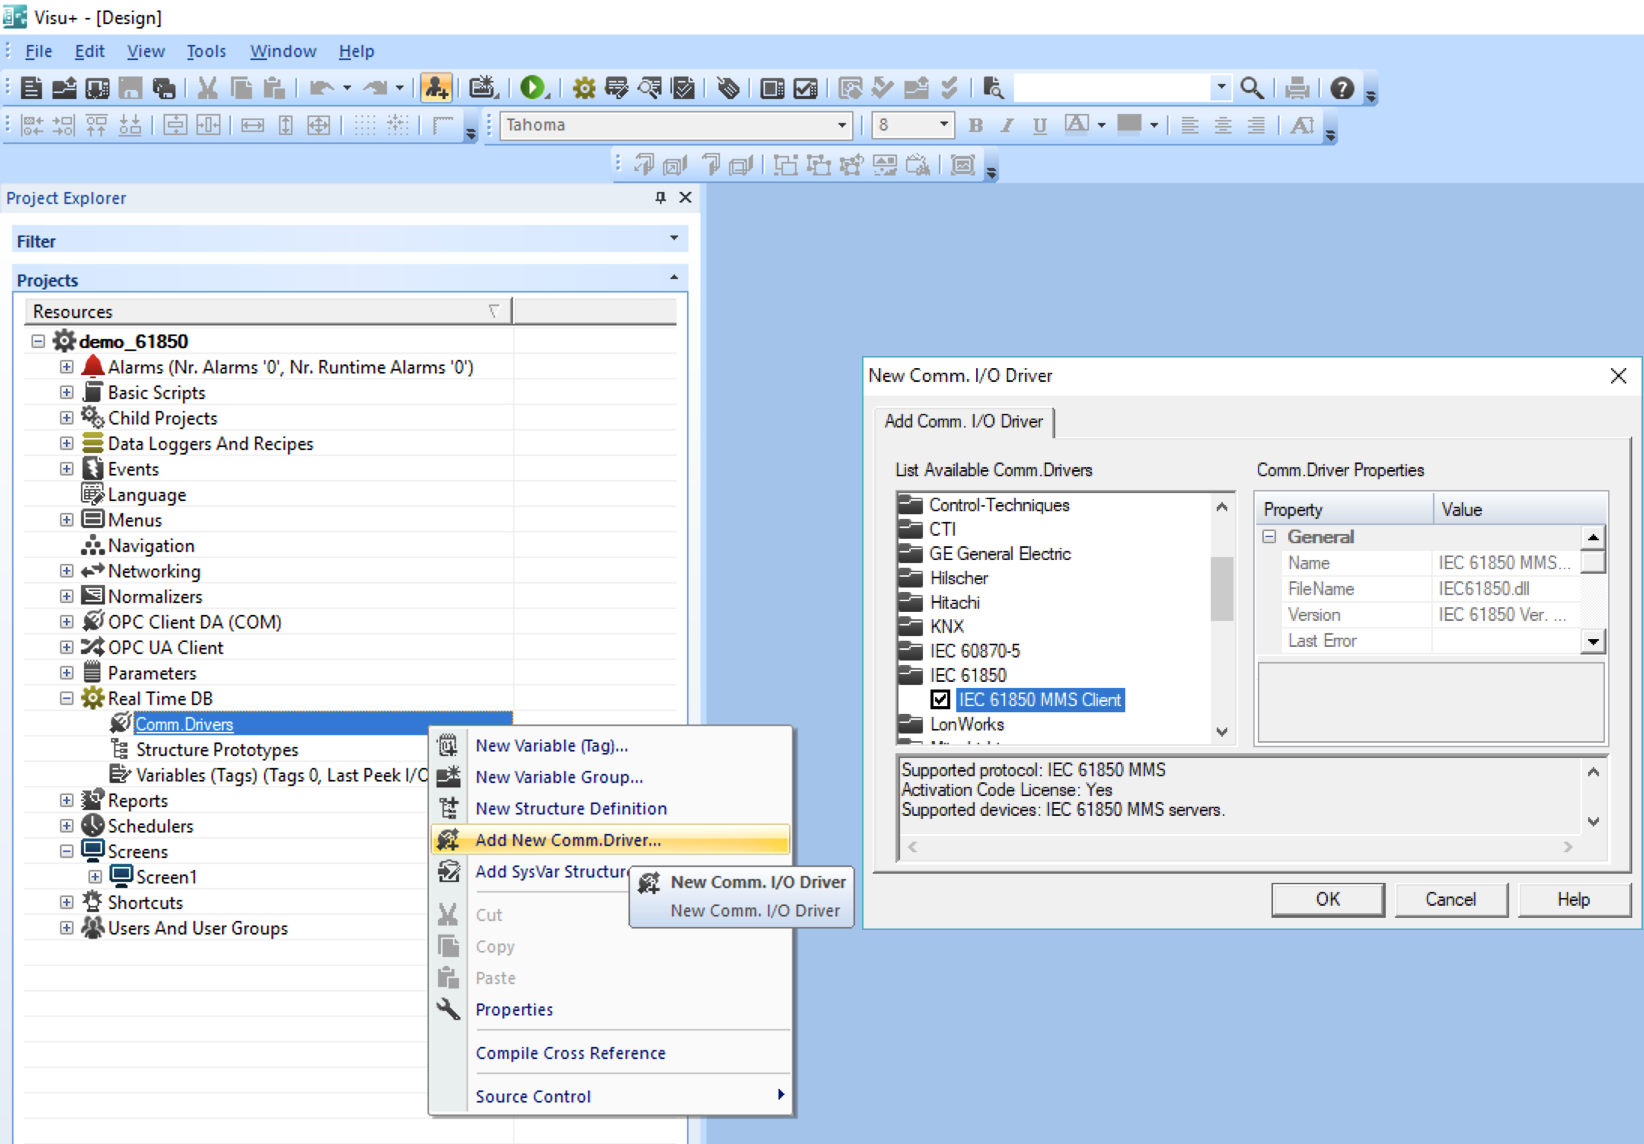 Visu+ - [Design]
File Edit View Tools Window Help
Tahoma 8 B I U A A
Project Explorer
Filter
Projects
Resources
demo_61850
Alarms (Nr. Alarms '0', Nr. Runtime Alarms '0')
Basic Scripts
Child Projects
Data Loggers And Recipes
Events
Language
Menus
Navigation
Networking
Normalizers
OPC Client DA (COM)
OPC UA Client
Parameters
Real Time DB
Comm.Drivers
Structure Prototypes
Variables (Tags) (Tags 0, Last Peek I/O
Reports
Schedulers
Screens
Screen1
Shortcuts
Users And User Groups
New Variable (Tag)...
New Variable Group...
New Structure Definition
Add New Comm.Driver...
Add SysVar Structure
Cut
Copy
Paste
Properties
Compile Cross Reference
Source Control
New Comm. I/O Driver
New Comm. I/O Driver
New Comm. I/O Driver
Add Comm. I/O Driver
List Available Comm.Drivers
Control-Techniques
CTI
GE General Electric
Hilscher
Hitachi
KNX
IEC 60870-5
IEC 61850
IEC 61850 MMS Client
LonWorks
Comm.Driver Properties
Property Value
General
Name IEC 61850 MMS...
FileName IEC61850.dll
Version IEC 61850 Ver. ...
Last Error
Supported protocol: IEC 61850 MMS
Activation Code License: Yes
Supported devices: IEC 61850 MMS servers.
OK Cancel Help